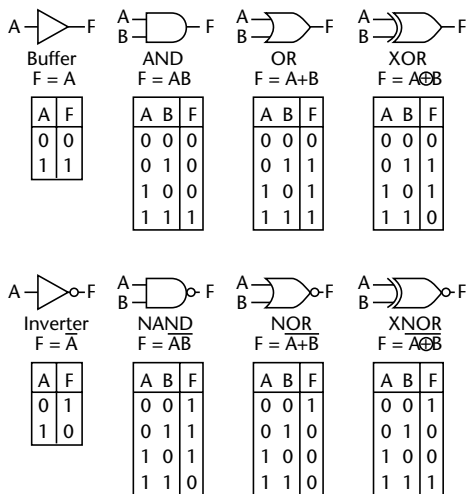 A F A B F A B F A B F
Buffer AND OR XOR
F = A F = AB F = A+B F = A⊕B
A F A B F A B F A B F
0 0 0 0 0 0 0 0 0 0 0
1 1 0 1 0 0 1 1 0 1 1
1 0 0 1 0 1 1 0 1
1 1 1 1 1 1 1 1 0
A F A B F A B F A B F
Inverter NAND NOR XNOR
F = A̅ F = A̅B̅ F = A̅+̅B̅ F = A̅⊕̅B̅
A F A B F A B F A B F
0 1 0 0 1 0 0 1 0 0 1
1 0 0 1 1 0 1 0 0 1 0
1 0 1 1 0 0 1 0 0
1 1 0 1 1 0 1 1 1